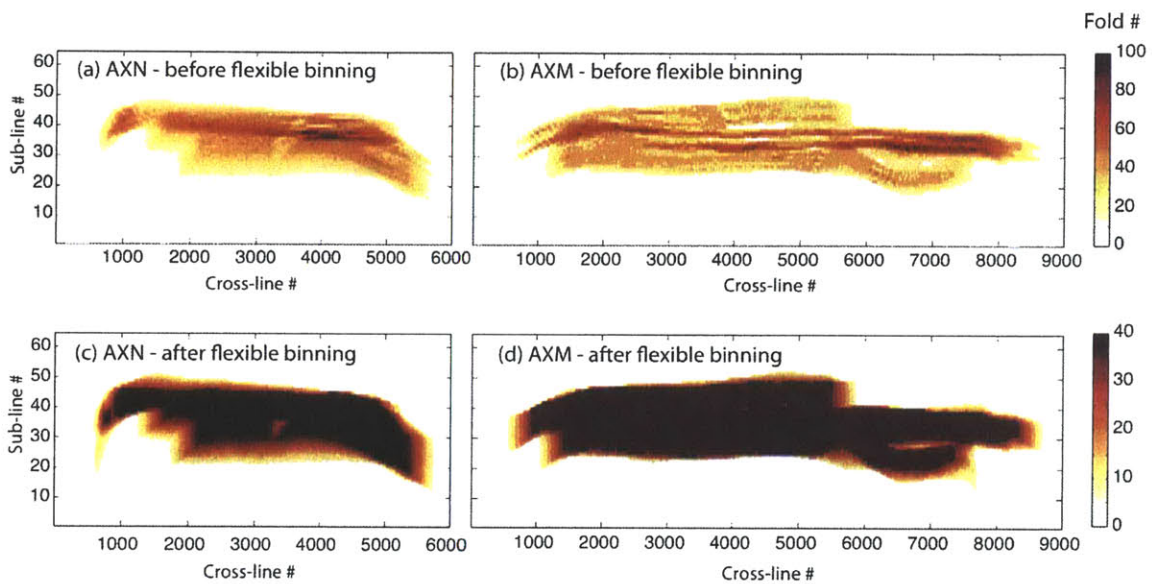 Fold #
(a) AXN - before flexible binning
(b) AXM - before flexible binning
60
50
40
30
20
10
Sub-line #
100
80
60
40
20
0
1000 2000 3000 4000 5000 6000
1000 2000 3000 4000 5000 6000 7000 8000 9000
Cross-line #
Cross-line #
(c) AXN - after flexible binning
(d) AXM - after flexible binning
60
50
40
30
20
10
Sub-line #
40
30
20
10
0
1000 2000 3000 4000 5000 6000
1000 2000 3000 4000 5000 6000 7000 8000 9000
Cross-line #
Cross-line #